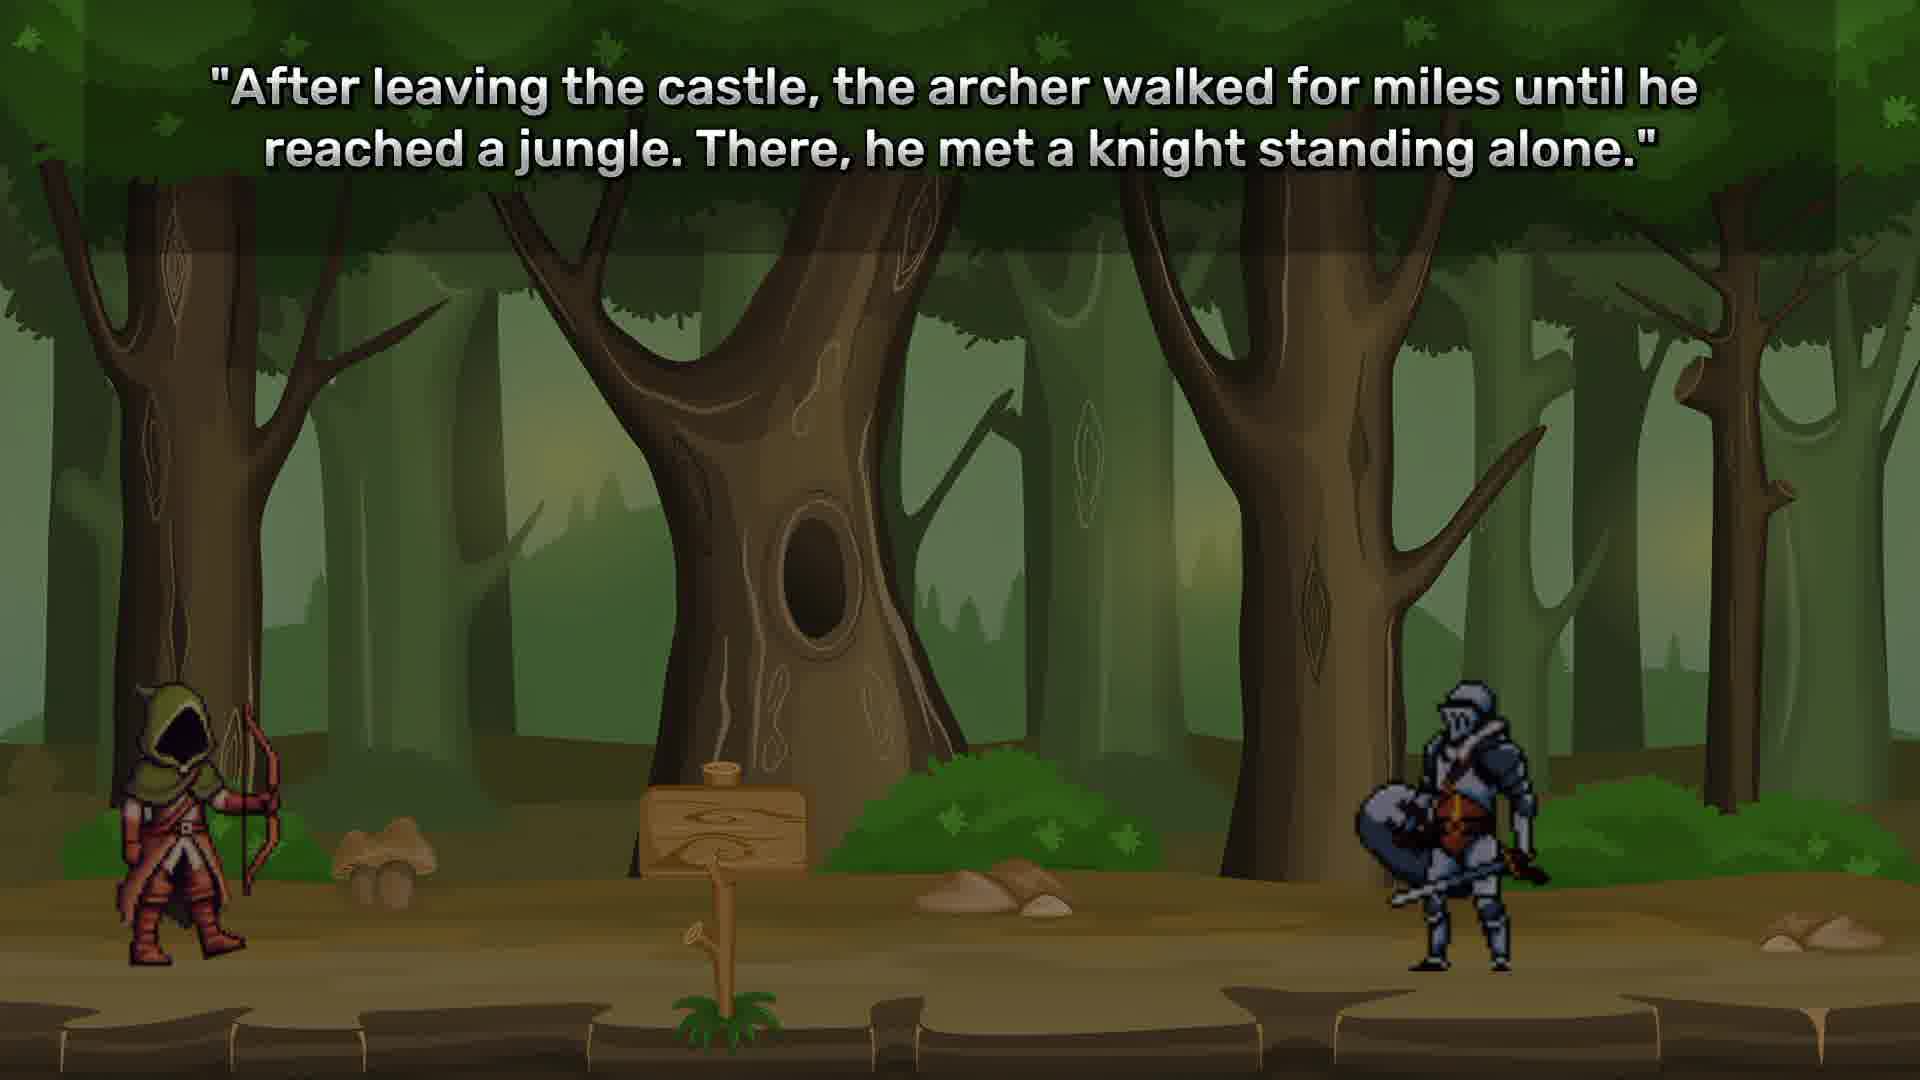 "After leaving the castle, the archer walked for miles until he
reached a jungle. There, he met a knight standing alone."